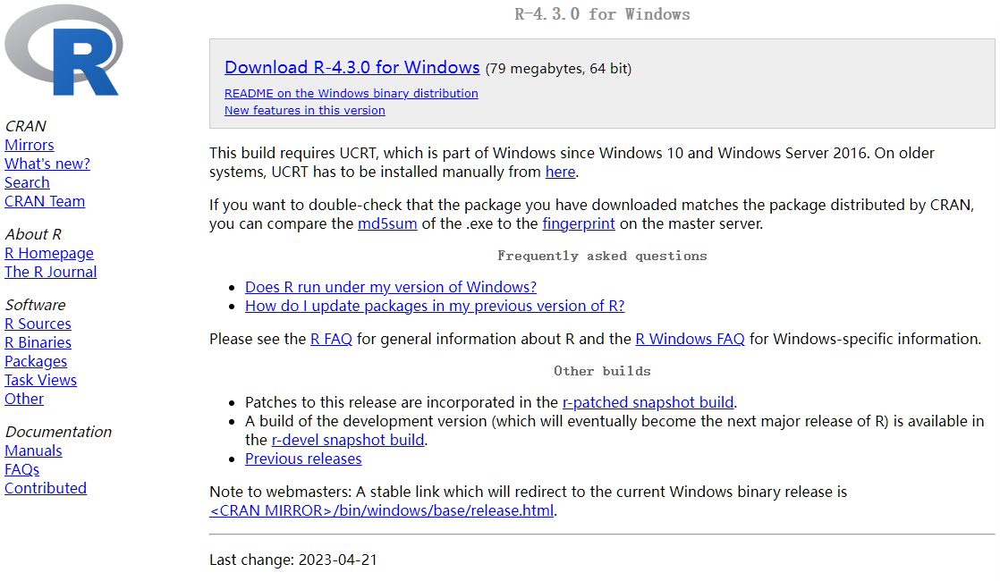 R
CRAN
Mirrors
What's new?
Search
CRAN Team
About R
R Homepage
The R Journal
Software
R Sources
R Binaries
Packages
Task Views
Other
Documentation
Manuals
FAQs
Contributed
R-4.3.0 for Windows
Download R-4.3.0 for Windows (79 megabytes, 64 bit)
README on the Windows binary distribution
New features in this version
This build requires UCRT, which is part of Windows since Windows 10 and Windows Server 2016. On older
systems, UCRT has to be installed manually from here.
If you want to double-check that the package you have downloaded matches the package distributed by CRAN,
you can compare the md5sum of the .exe to the fingerprint on the master server.
Frequently asked questions
• Does R run under my version of Windows?
• How do I update packages in my previous version of R?
Please see the R FAQ for general information about R and the R Windows FAQ for Windows-specific information.
Other builds
• Patches to this release are incorporated in the r-patched snapshot build.
• A build of the development version (which will eventually become the next major release of R) is available in
the r-devel snapshot build.
• Previous releases
Note to webmasters: A stable link which will redirect to the current Windows binary release is
<CRAN MIRROR>/bin/windows/base/release.html.
Last change: 2023-04-21